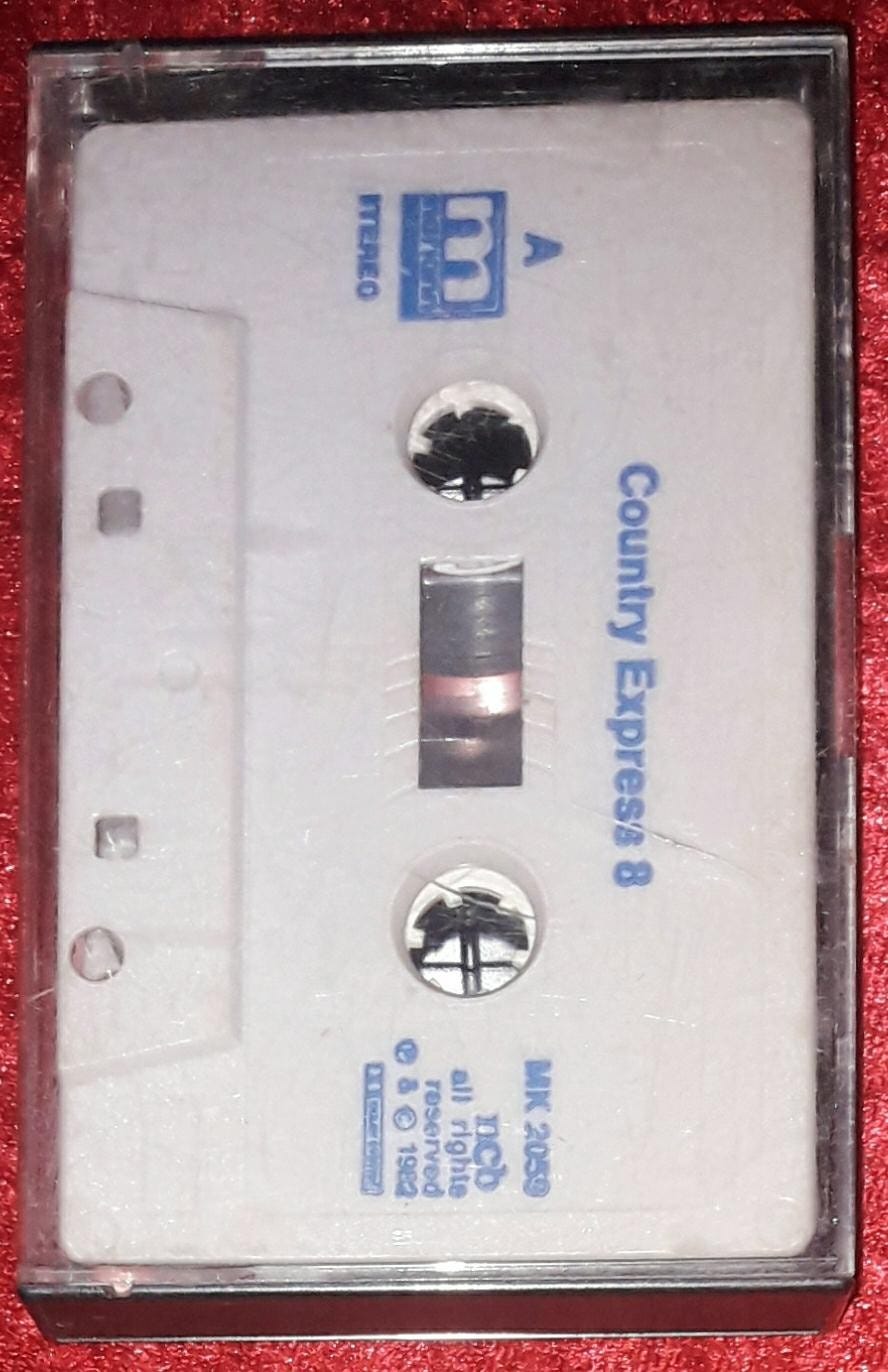 Country Express 8
A
STEREO
MK 2059
ncb
all rights
reserved
℗ & © 1982